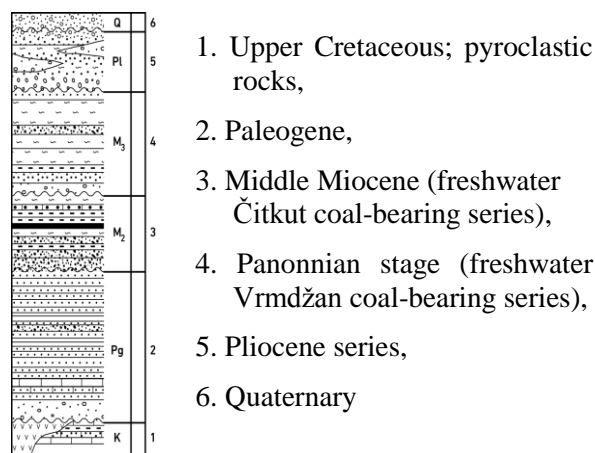 Q 6
Pl 5
M3 4
M2 3
Pg 2
K 1
1. Upper Cretaceous; pyroclastic
rocks,
2. Paleogene,
3. Middle Miocene (freshwater
Čitkut coal-bearing series),
4. Panonnian stage (freshwater
Vrmdžan coal-bearing series),
5. Pliocene series,
6. Quaternary